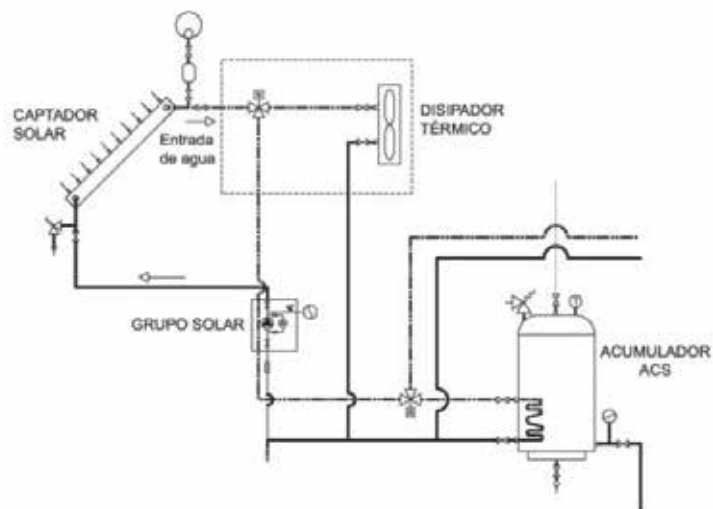 CAPTADOR
SOLAR
Entrada
de agua
DISIPADOR
TÉRMICO
GRUPO SOLAR
ACUMULADOR
ACS